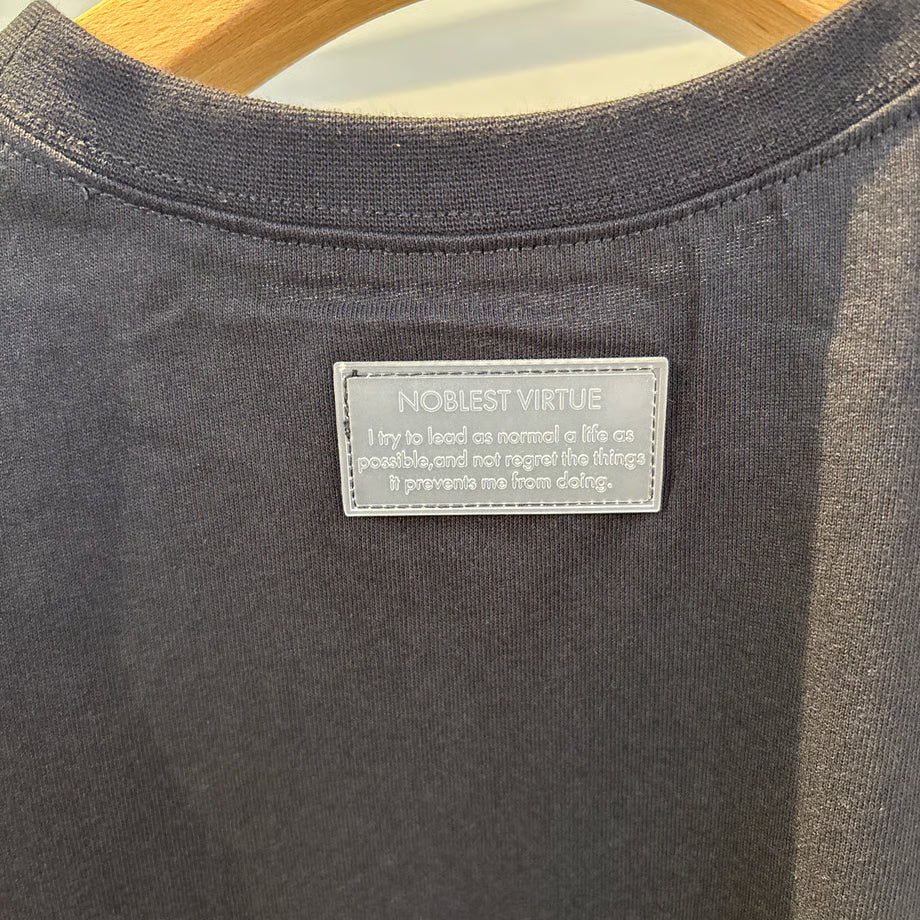 NOBLEST VIRTUE
I try to lead as normal a life as
possible,and not regret the things
it prevents me from doing.